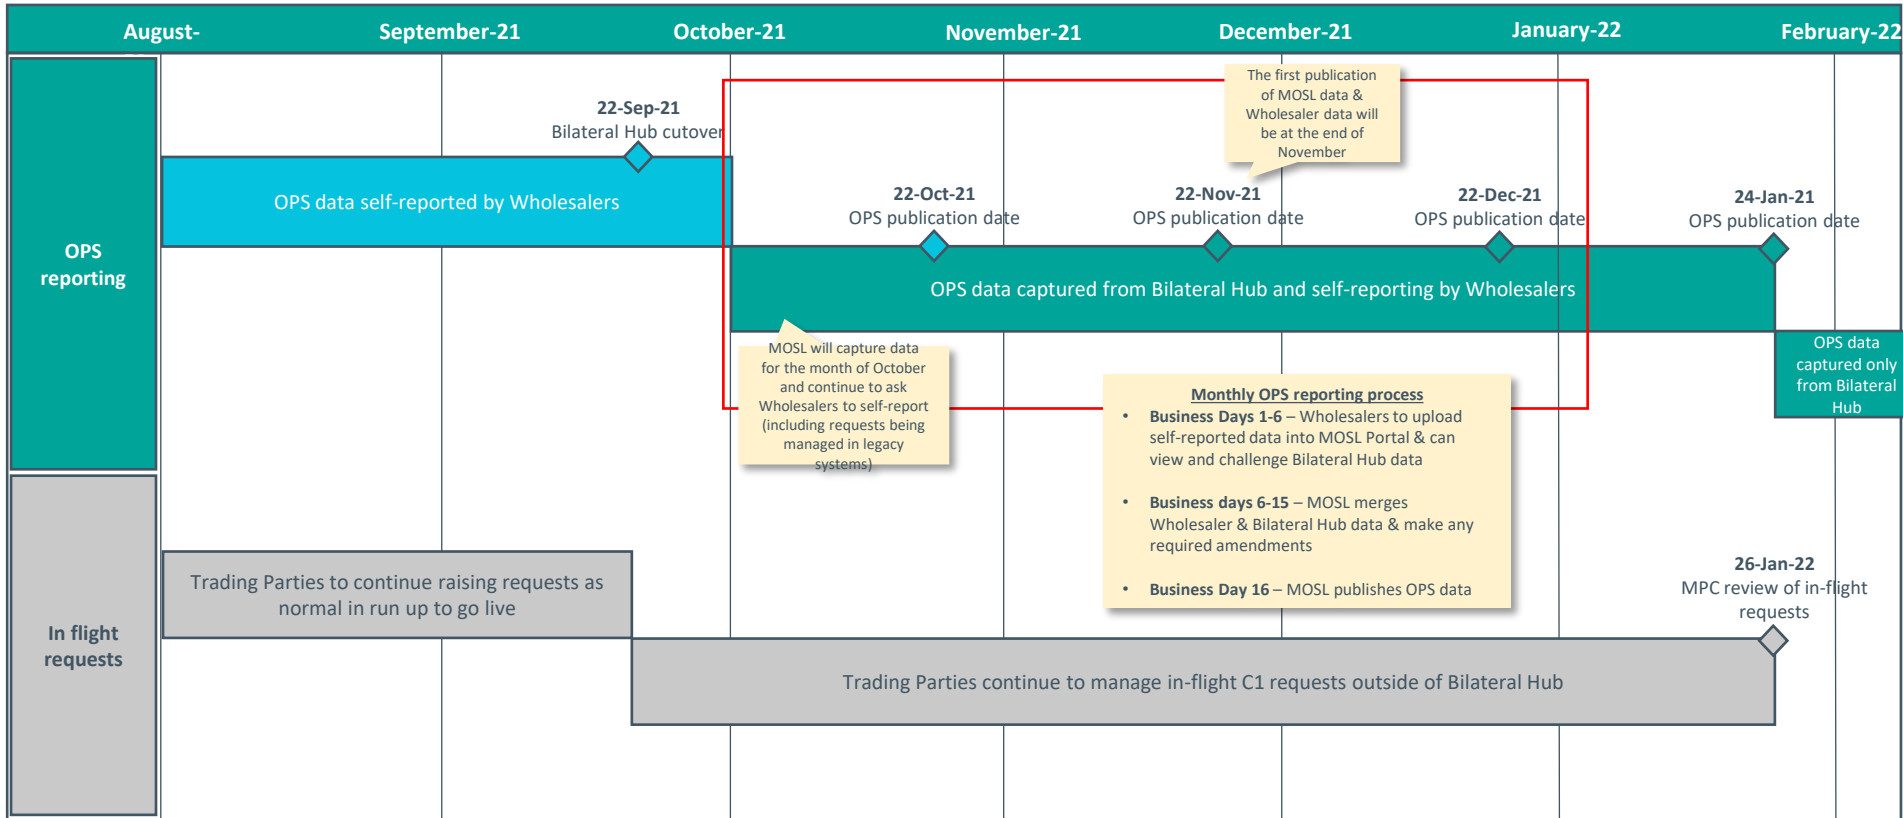 August-
September-21
October-21
November-21
December-21
January-22
February-22
OPS
reporting
22-Sep-21
Bilateral Hub cutover
OPS data self-reported by Wholesalers
The first publication
of MOSL data &
Wholesaler data will
be at the end of
November
22-Oct-21
OPS publication date
22-Nov-21
OPS publication date
22-Dec-21
OPS publication date
24-Jan-21
OPS publication date
OPS data captured from Bilateral Hub and self-reporting by Wholesalers
OPS data
captured only
from Bilateral
Hub
MOSL will capture data
for the month of October
and continue to ask
Wholesalers to self-report
(including requests being
managed in legacy
systems)
Monthly OPS reporting process
• Business Days 1-6 – Wholesalers to upload
self-reported data into MOSL Portal & can
view and challenge Bilateral Hub data
• Business days 6-15 – MOSL merges
Wholesaler & Bilateral Hub data & make any
required amendments
• Business Day 16 – MOSL publishes OPS data
In flight
requests
Trading Parties to continue raising requests as
normal in run up to go live
26-Jan-22
MPC review of in-flight
requests
Trading Parties continue to manage in-flight C1 requests outside of Bilateral Hub